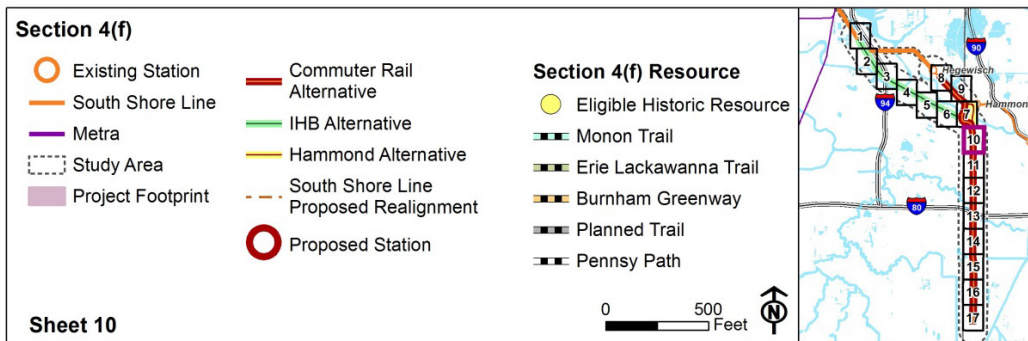 Section 4(f)
Existing Station
South Shore Line
Metra
Study Area
Project Footprint
Sheet 10
Commuter Rail
Alternative
IHB Alternative
Hammond Alternative
South Shore Line
Proposed Realignment
Proposed Station
Section 4(f) Resource
Eligible Historic Resource
Monon Trail
Erie Lackawanna Trail
Burnham Greenway
Planned Trail
Pennsy Path
0 500
Feet
N
1
90
2
8
Hegewisch
3
9
4
94
5
6
7
Hammon
10
11
12
80
13
14
15
16
17